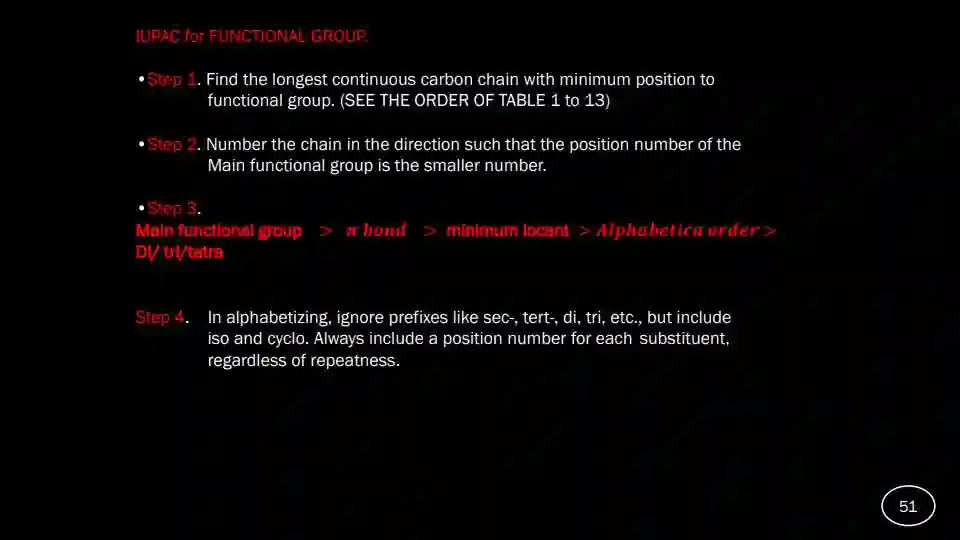 IUPAC for FUNCTIONAL GROUP.
•Step 1. Find the longest continuous carbon chain with minimum position to
functional group. (SEE THE ORDER OF TABLE 1 to 13)
•Step 2. Number the chain in the direction such that the position number of the
Main functional group is the smaller number.
•Step 3.
Main functional group > π bond > minimum locant > Alphabetica order >
Di/ tri/tetra
Step 4. In alphabetizing, ignore prefixes like sec-, tert-, di, tri, etc., but include
iso and cyclo. Always include a position number for each substituent,
regardless of repeatness.
51